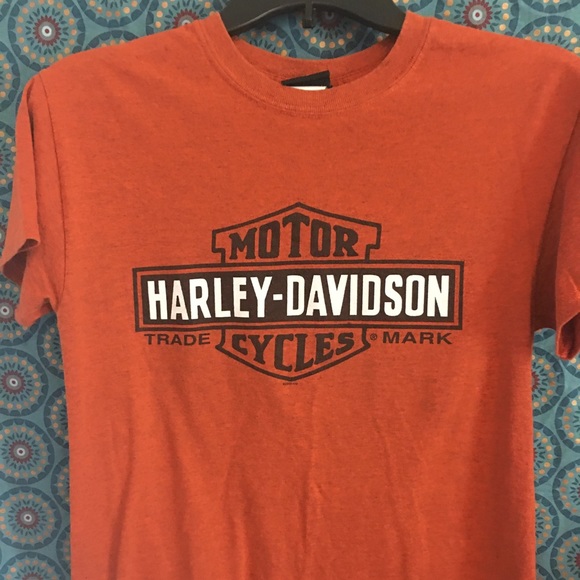 MOTOR
HARLEY-DAVIDSON
TRADE CYCLES ® MARK